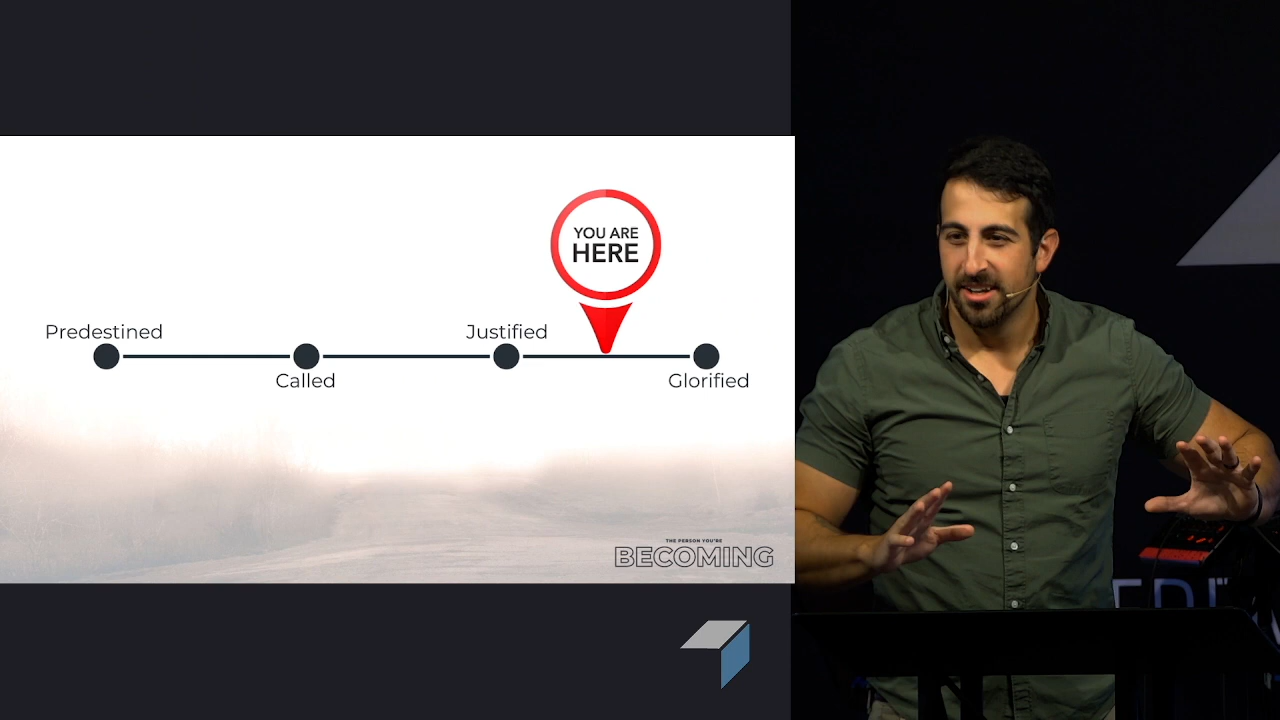 YOU ARE
HERE
Predestined
Justified
Called
Glorified
THE PERSON YOU'RE
BECOMING